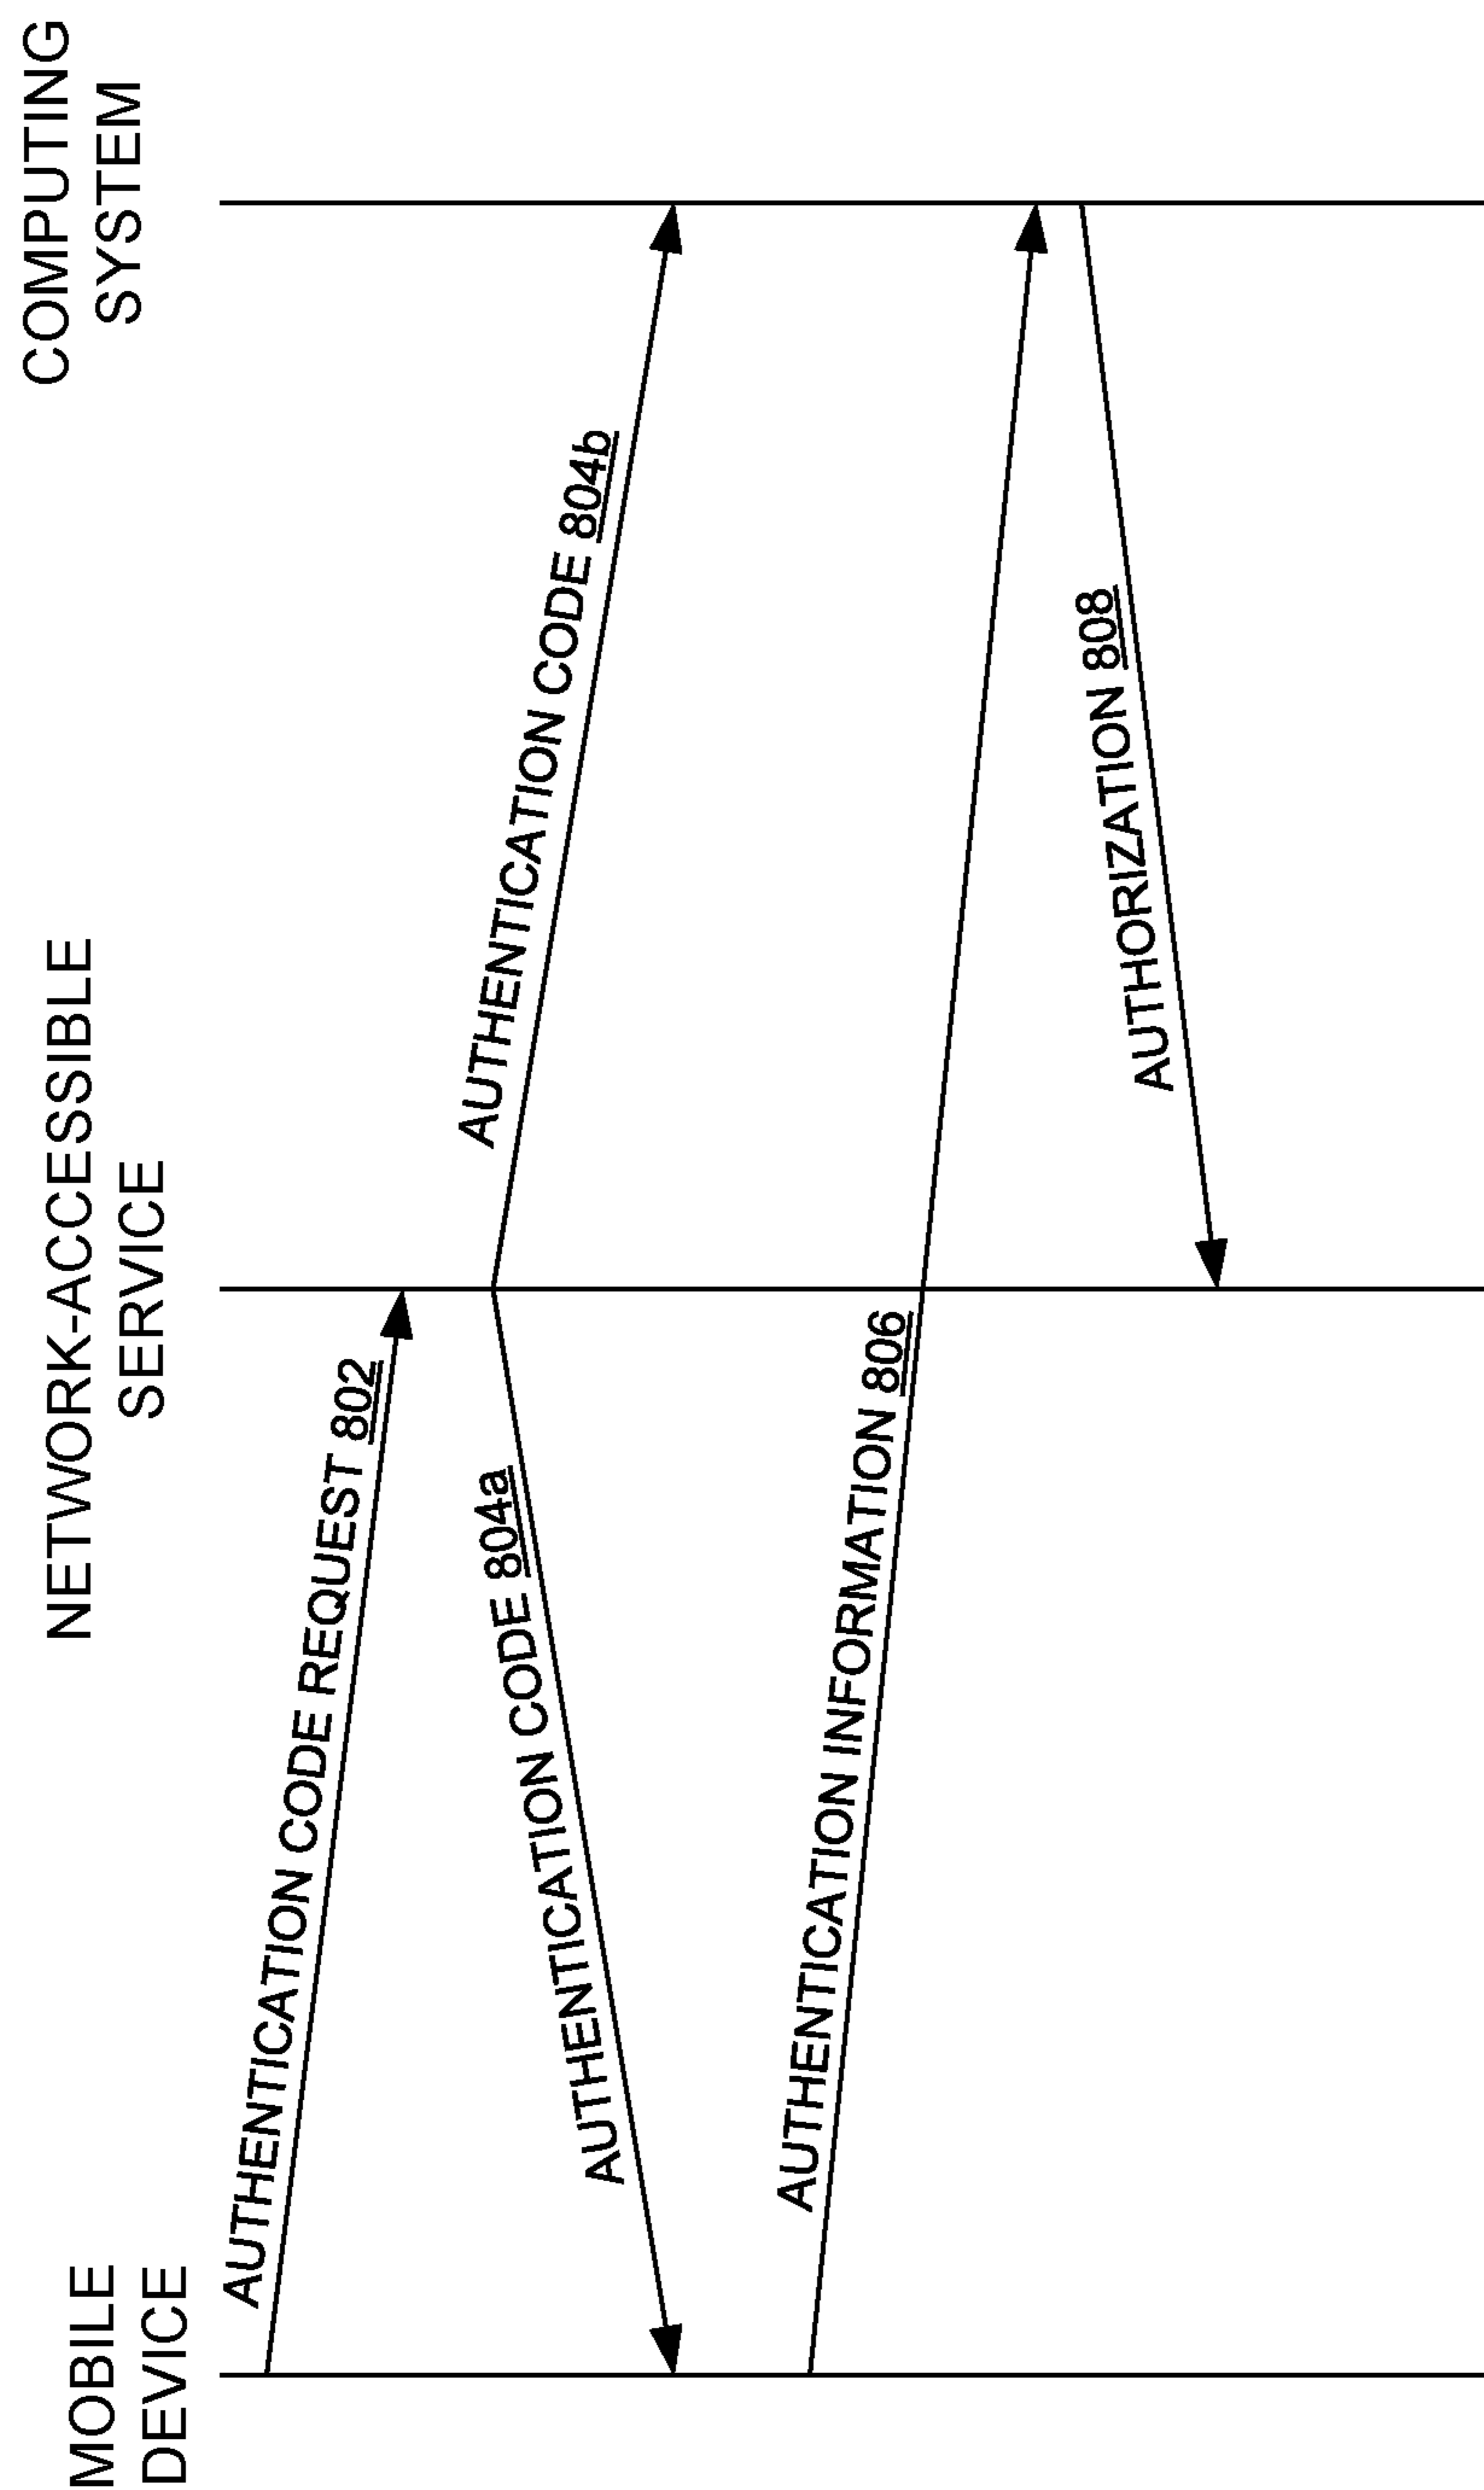 MOBILE
DEVICE
NETWORK-ACCESSIBLE
SERVICE
COMPUTING
SYSTEM
AUTHENTICATION CODE REQUEST 802
AUTHENTICATION CODE 804a
AUTHENTICATION CODE 804b
AUTHENTICATION INFORMATION 806
AUTHORIZATION 808